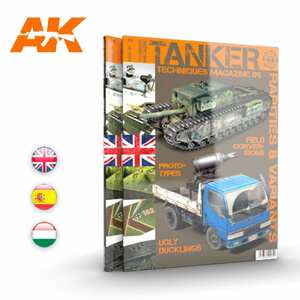 AK
TANKER
TECHNIQUES MAGAZINE
RARITIES & VARIANTS
FIELD
CONVER-
SIONS
PROTO-
TYPES
UGLY
DUCKLINGS